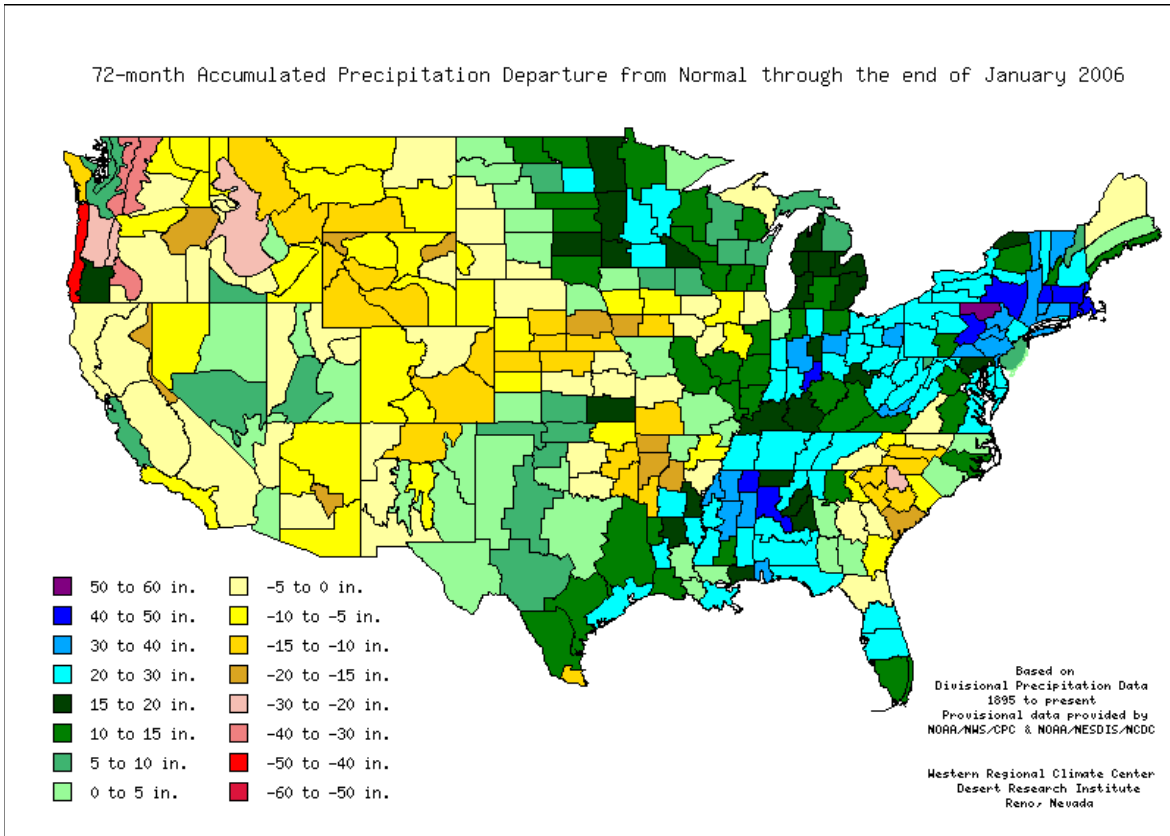 72-month Accumulated Precipitation Departure from Normal through the end of January 2006
50 to 60 in.
40 to 50 in.
30 to 40 in.
20 to 30 in.
15 to 20 in.
10 to 15 in.
5 to 10 in.
0 to 5 in.
-5 to 0 in.
-10 to -5 in.
-15 to -10 in.
-20 to -15 in.
-30 to -20 in.
-40 to -30 in.
-50 to -40 in.
-60 to -50 in.
Based on
Divisional Precipitation Data
1895 to present
Provisional data provided by
NOAA/NWS/CPC & NOAA/NESDIS/NCDC
Western Regional Climate Center
Desert Research Institute
Reno, Nevada